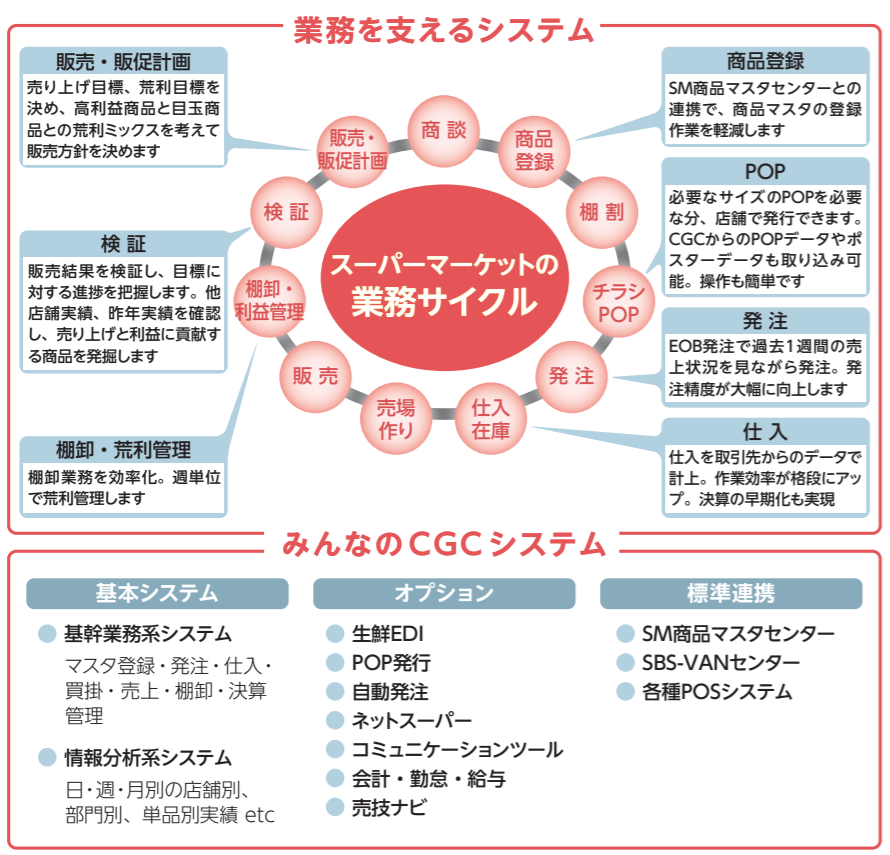 業務を支えるシステム
販売・販促計画
売り上げ目標、荒利目標を
決め、高利益商品と目玉商
品との荒利ミックスを考えて
販売方針を決めます
検 証
販売結果を検証し、目標に
対する進捗を把握します。他
店舗実績、昨年実績を確認
し、売り上げと利益に貢献す
る商品を発掘します
棚卸・荒利管理
棚卸業務を効率化。週単位
で荒利管理します
商 談
商品
登録
棚 割
チラシ
POP
発 注
仕入
在庫
売場
作り
販 売
棚卸・
利益管理
検 証
販売・
販促計画
スーパーマーケットの
業務サイクル
商品登録
SM商品マスタセンターとの
連携で、商品マスタの登録
作業を軽減します
POP
必要なサイズのPOPを必要
な分、店舗で発行できます。
CGCからのPOPデータやポ
スターデータも取り込み可
能。操作も簡単です
発 注
EOB発注で過去1週間の売
上状況を見ながら発注。発
注精度が大幅に向上します
仕 入
仕入を取引先からのデータで
計上。作業効率が格段にアッ
プ。決算の早期化も実現
みんなのCGCシステム
基本システム
基幹業務系システム
マスタ登録・発注・仕入・
買掛・売上・棚卸・決算
管理
情報分析系システム
日・週・月別の店舗別、
部門別、単品別実績 etc
オプション
生鮮EDI
POP発行
自動発注
ネットスーパー
コミュニケーションツール
会計・勤怠・給与
売技ナビ
標準連携
SM商品マスタセンター
SBS-VANセンター
各種POSシステム